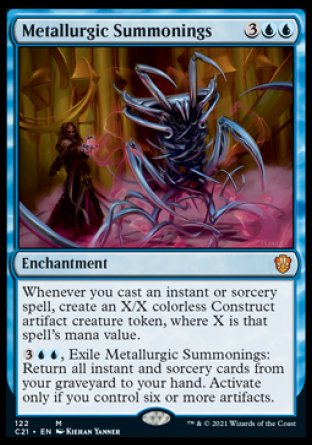 Metallurgic Summonings 3
Enchantment
Whenever you cast an instant or sorcery
spell, create an X/X colorless Construct
artifact creature token, where X is that
spell's mana value.
3, Exile Metallurgic Summonings:
Return all instant and sorcery cards from
your graveyard to your hand. Activate
only if you control six or more artifacts.
122 M
C21 • EN KIERAN YANNER
™ & © 2021 Wizards of the Coast